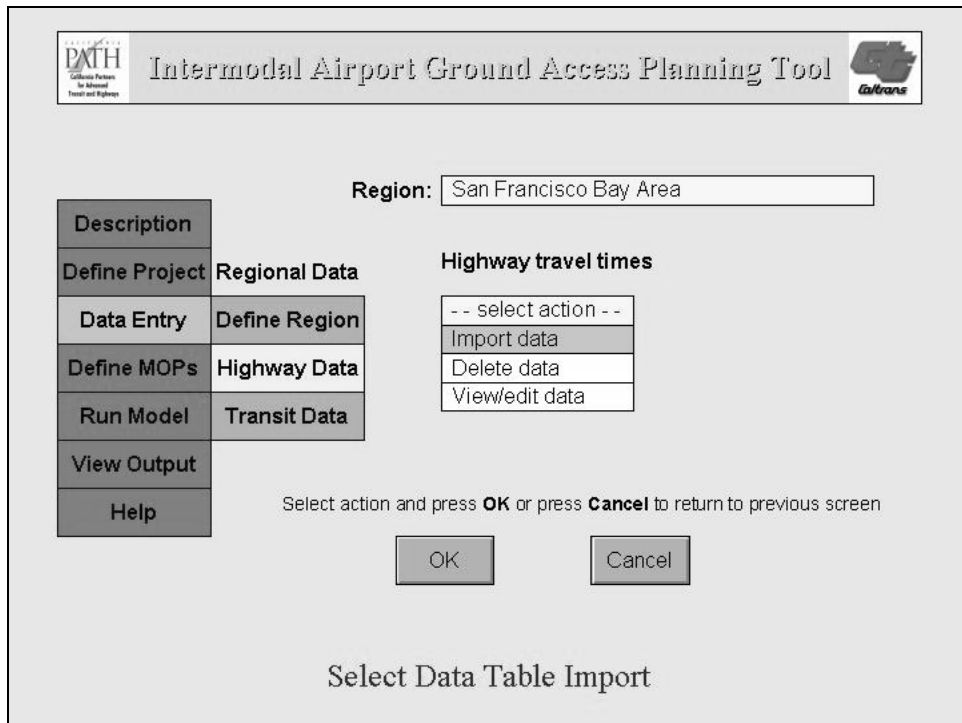 CALIFORNIA
PATH
California Partners
for Advanced
Transit and Highways
Intermodal Airport Ground Access Planning Tool
Caltrans
Region: San Francisco Bay Area
Description
Define Project
Data Entry
Define MOPs
Run Model
View Output
Help
Regional Data
Define Region
Highway Data
Transit Data
Highway travel times
- - select action - -
Import data
Delete data
View/edit data
Select action and press OK or press Cancel to return to previous screen
OK
Cancel
Select Data Table Import